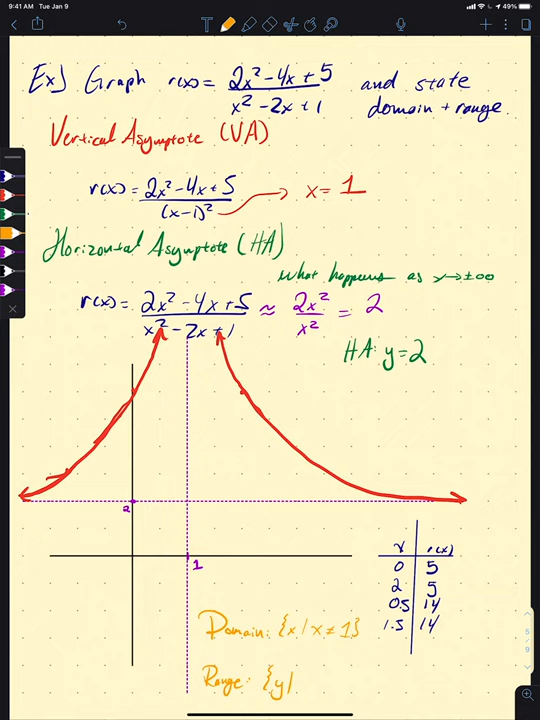 9:41 AM Tue Jan 9
49%
Ex] Graph r(x) = 2x² - 4x + 5 / x² - 2x + 1 and state
domain + range.
Vertical Asymptote (VA)
r(x) = 2x² - 4x + 5 / (x-1)² → x = 1
Horizontal Asymptote (HA)
what happens as x → ±∞
r(x) = 2x² - 4x + 5 / x² - 2x + 1 ≈ 2x² / x² = 2
HA: y = 2
2
1
x | r(x)
0 | 5
2 | 5
0.5 | 14
1.5 | 14
Domain: {x | x ≠ 1}
Range: {y|
5
9